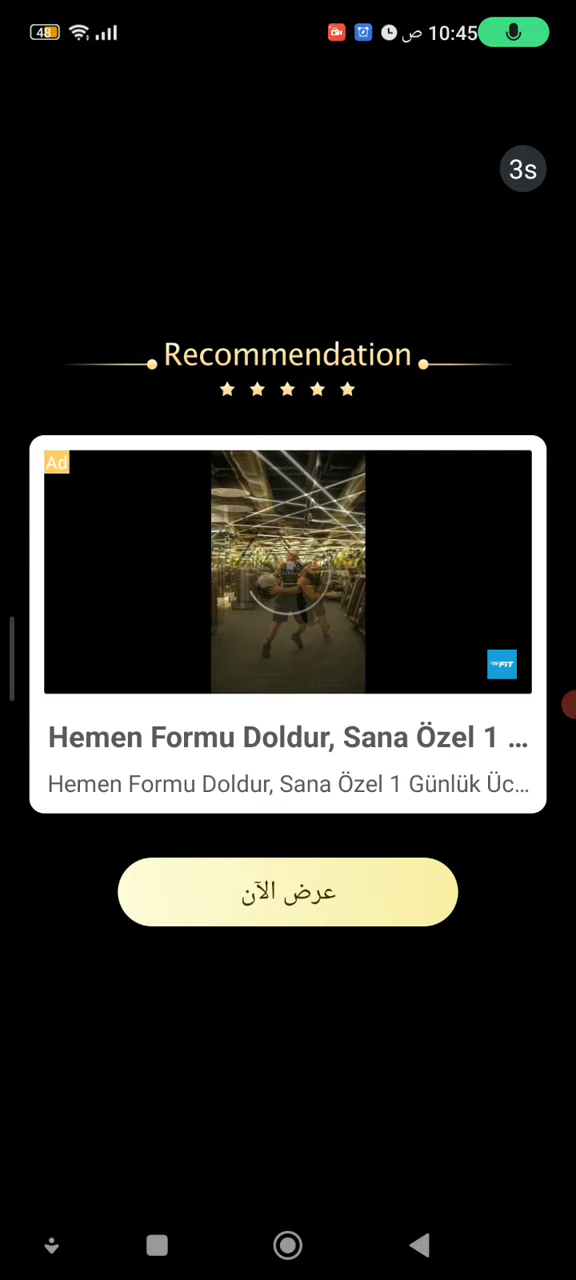 48
ص 10:45
3s
Recommendation
Ad
FiT
Hemen Formu Doldur, Sana Özel 1 ...
Hemen Formu Doldur, Sana Özel 1 Günlük Üc...
عرض الآن